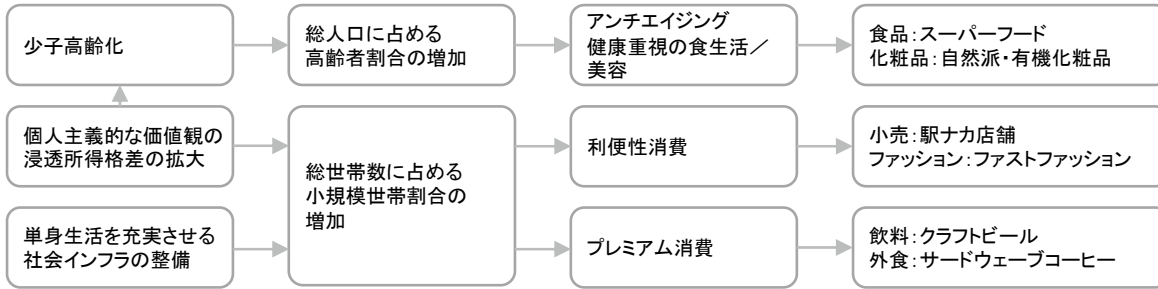 少子高齢化
総人口に占める
高齢者割合の増加
アンチエイジング
健康重視の食生活／
美容
食品：スーパーフード
化粧品：自然派・有機化粧品
個人主義的な価値観の
浸透所得格差の拡大
総世帯数に占める
小規模世帯割合の
増加
利便性消費
小売：駅ナカ店舗
ファッション：ファストファッション
単身生活を充実させる
社会インフラの整備
プレミアム消費
飲料：クラフトビール
外食：サードウェーブコーヒー